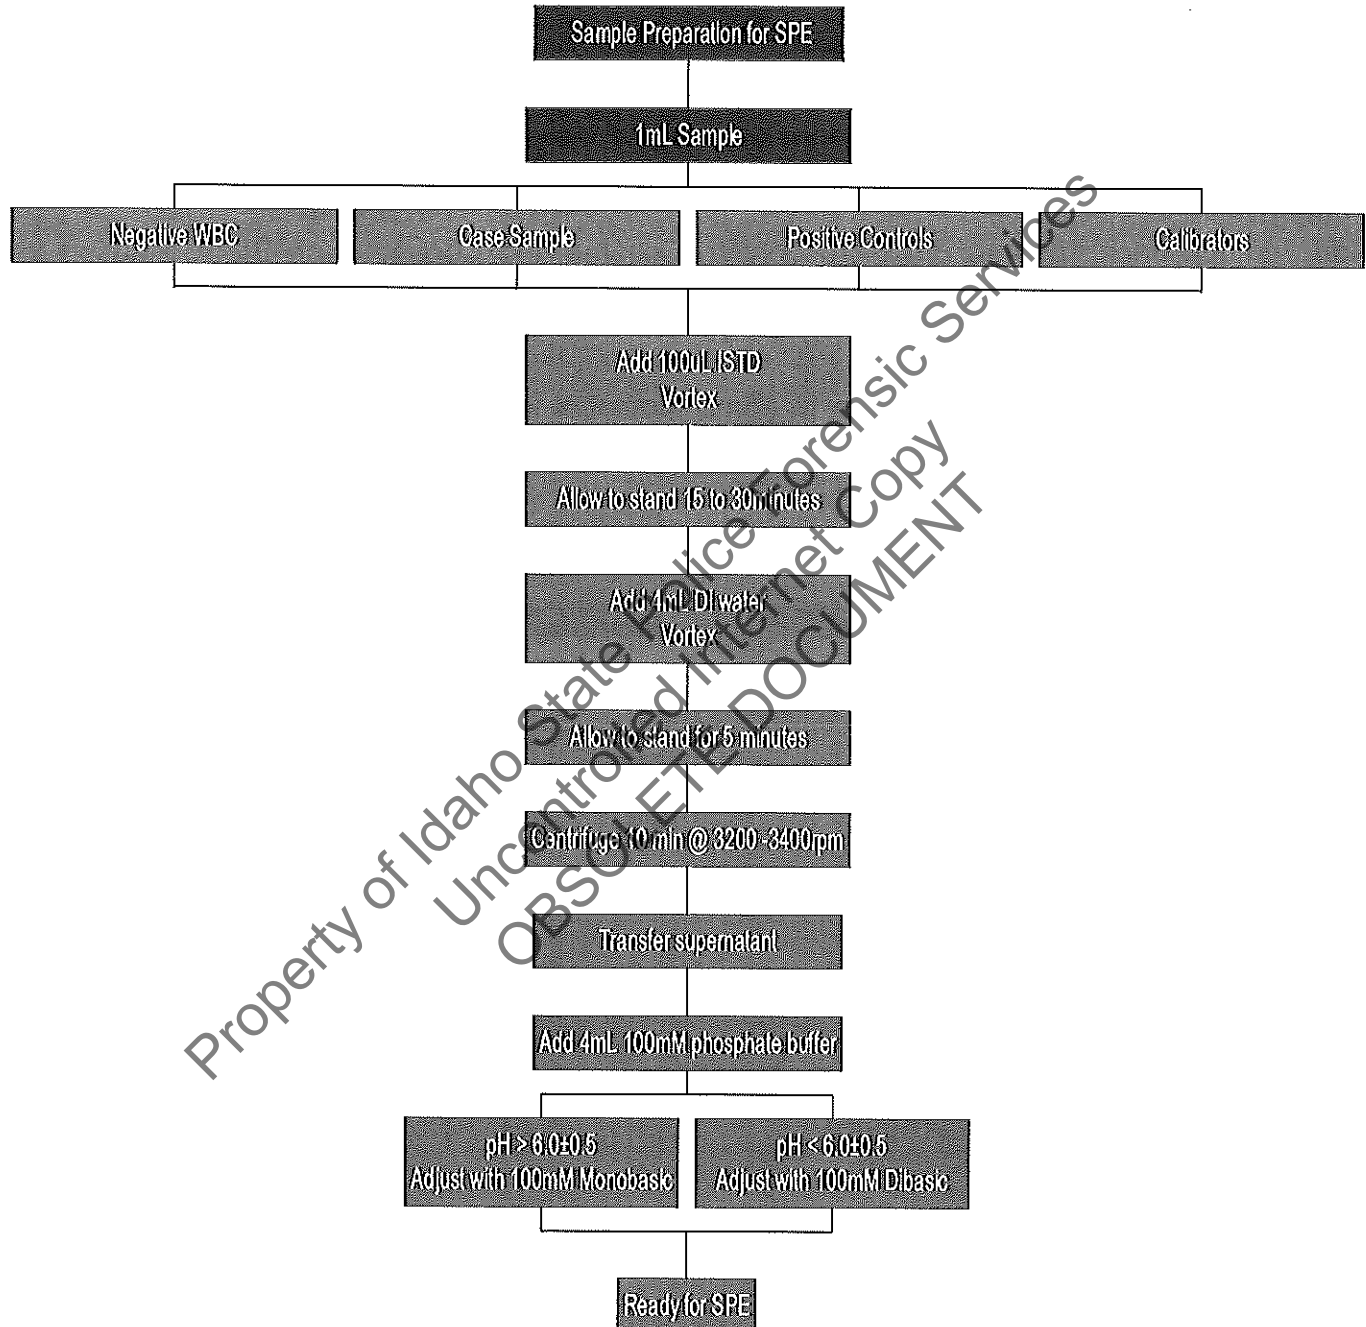 Sample Preparation for SPE
1mL Sample
Negative WBC
Case Sample
Positive Controls
Calibrators
Add 100uL ISTD
Vortex
Allow to stand 15 to 30minutes
Add 4mL DI water
Vortex
Allow to stand for 5 minutes
Centrifuge 10 min @ 3200 -3400rpm
Transfer supernatant
Add 4mL 100mM phosphate buffer
pH > 6.0±0.5
Adjust with 100mM Monobasic
pH < 6.0±0.5
Adjust with 100mM Dibasic
Ready for SPE
Property of Idaho State Police Forensic Services
Uncontrolled Internet Copy
OBSOLETE DOCUMENT